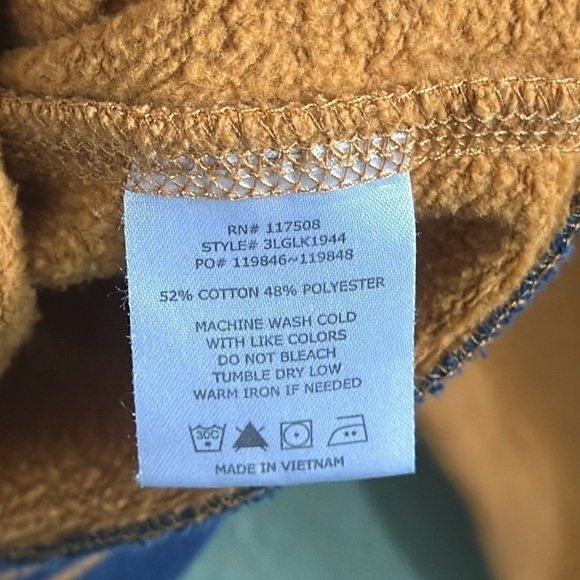 RN# 117508
STYLE# 3LGLK1944
PO# 119846~119848
52% COTTON 48% POLYESTER
MACHINE WASH COLD
WITH LIKE COLORS
DO NOT BLEACH
TUMBLE DRY LOW
WARM IRON IF NEEDED
30C
MADE IN VIETNAM